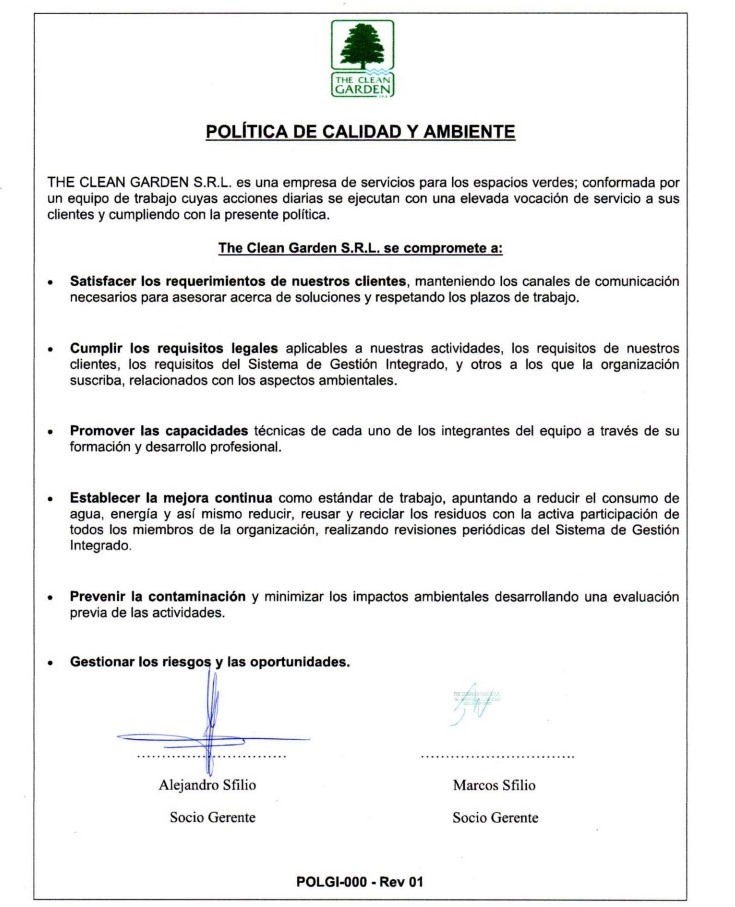 THE CLEAN
GARDEN
POLÍTICA DE CALIDAD Y AMBIENTE
THE CLEAN GARDEN S.R.L. es una empresa de servicios para los espacios verdes; conformada por
un equipo de trabajo cuyas acciones diarias se ejecutan con una elevada vocación de servicio a sus
clientes y cumpliendo con la presente política.
The Clean Garden S.R.L. se compromete a:
• Satisfacer los requerimientos de nuestros clientes, manteniendo los canales de comunicación
necesarios para asesorar acerca de soluciones y respetando los plazos de trabajo.
• Cumplir los requisitos legales aplicables a nuestras actividades, los requisitos de nuestros
clientes, los requisitos del Sistema de Gestión Integrado, y otros a los que la organización
suscriba, relacionados con los aspectos ambientales.
• Promover las capacidades técnicas de cada uno de los integrantes del equipo a través de su
formación y desarrollo profesional.
• Establecer la mejora continua como estándar de trabajo, apuntando a reducir el consumo de
agua, energía y así mismo reducir, reusar y reciclar los residuos con la activa participación de
todos los miembros de la organización, realizando revisiones periódicas del Sistema de Gestión
Integrado.
• Prevenir la contaminación y minimizar los impactos ambientales desarrollando una evaluación
previa de las actividades.
• Gestionar los riesgos y las oportunidades.
Alejandro Sfilio
Marcos Sfilio
Socio Gerente
Socio Gerente
POLGI-000 - Rev 01